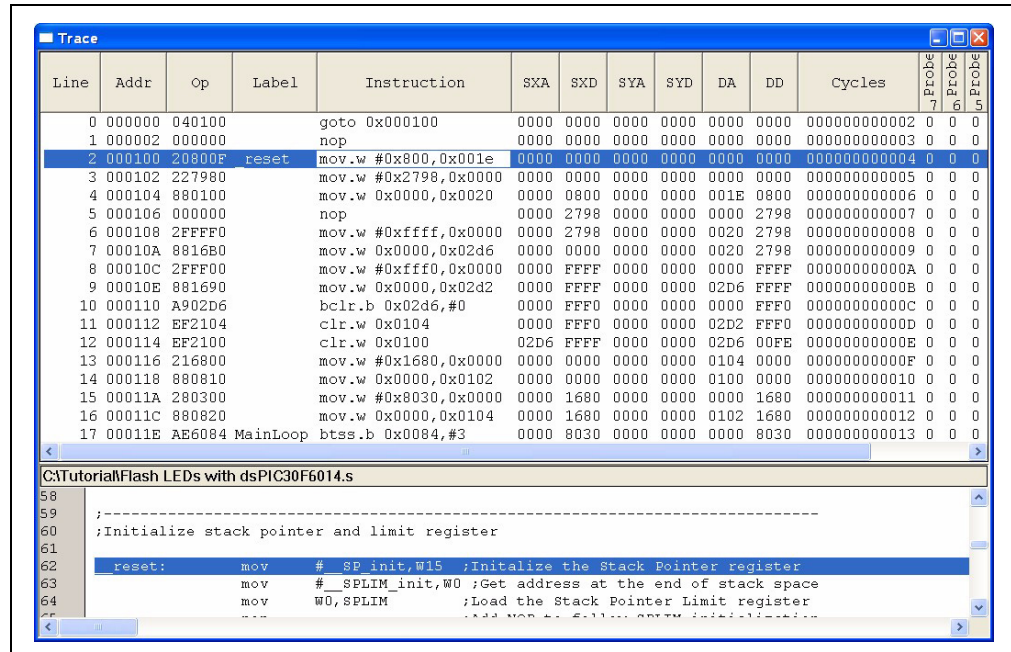 Trace
Line Addr Op Label Instruction SXA SXD SYA SYD DA DD Cycles Probe 7 Probe 6 Probe 5
0 000000 040100 goto 0x000100 0000 0000 0000 0000 0000 0000 000000000002 0 0 0
1 000002 000000 nop 0000 0000 0000 0000 0000 0000 000000000003 0 0 0
2 000100 20800F _reset mov.w #0x800,0x001e 0000 0000 0000 0000 0000 0000 000000000004 0 0 0
3 000102 227980 mov.w #0x2798,0x0000 0000 0000 0000 0000 0000 0000 000000000005 0 0 0
4 000104 880100 mov.w 0x0000,0x0020 0000 0800 0000 0000 001E 0800 000000000006 0 0 0
5 000106 000000 nop 0000 2798 0000 0000 0000 2798 000000000007 0 0 0
6 000108 2FFFF0 mov.w #0xffff,0x0000 0000 2798 0000 0000 0020 2798 000000000008 0 0 0
7 00010A 8816B0 mov.w 0x0000,0x02d6 0000 0000 0000 0000 0020 2798 000000000009 0 0 0
8 00010C 2FFF00 mov.w #0xfff0,0x0000 0000 FFFF 0000 0000 0000 FFFF 00000000000A 0 0 0
9 00010E 881690 mov.w 0x0000,0x02d2 0000 FFFF 0000 0000 02D6 FFFF 00000000000B 0 0 0
10 000110 A902D6 bclr.b 0x02d6,#0 0000 FFF0 0000 0000 0000 FFF0 00000000000C 0 0 0
11 000112 EF2104 clr.w 0x0104 0000 FFF0 0000 0000 02D2 FFF0 00000000000D 0 0 0
12 000114 EF2100 clr.w 0x0100 02D6 FFFF 0000 0000 02D6 00FE 00000000000E 0 0 0
13 000116 216800 mov.w #0x1680,0x0000 0000 0000 0000 0000 0104 0000 00000000000F 0 0 0
14 000118 880810 mov.w 0x0000,0x0102 0000 0000 0000 0000 0100 0000 000000000010 0 0 0
15 00011A 280300 mov.w #0x8030,0x0000 0000 1680 0000 0000 0000 1680 000000000011 0 0 0
16 00011C 880820 mov.w 0x0000,0x0104 0000 1680 0000 0000 0102 1680 000000000012 0 0 0
17 00011E AE6084 MainLoop btss.b 0x0084,#3 0000 8030 0000 0000 0000 8030 000000000013 0 0 0
C:\Tutorial\Flash LEDs with dsPIC30F6014.s
58
59 ;-------------------------------------------------------------------------------
60 ;Initialize stack pointer and limit register
61
62 __reset: mov #__SP_init,W15 ;Initalize the Stack Pointer register
63 mov #__SPLIM_init,W0 ;Get address at the end of stack space
64 mov W0,SPLIM ;Load the Stack Pointer Limit register